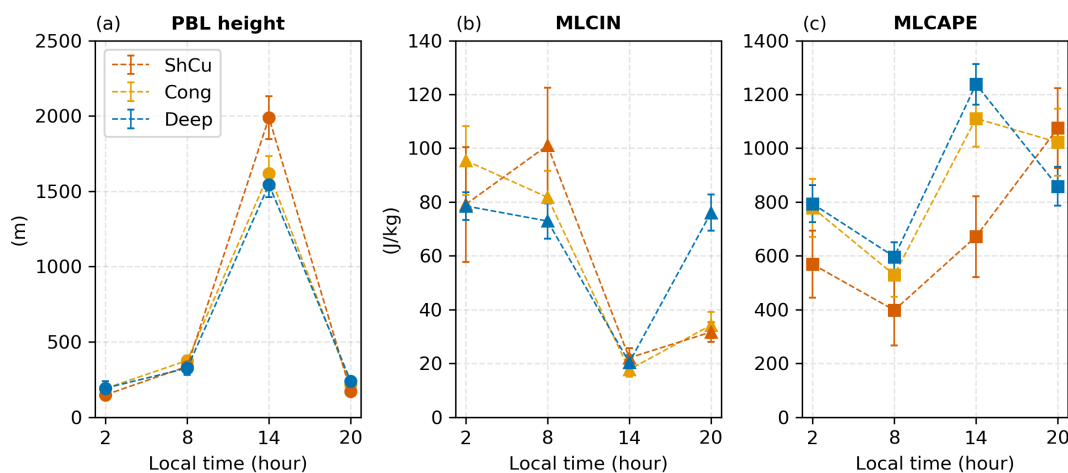 (a) PBL height
2500
2000
1500
1000
500
0
(m)
ShCu
Cong
Deep
2 8 14 20
Local time (hour)
(b) MLCIN
140
120
100
80
60
40
20
0
(J/kg)
2 8 14 20
Local time (hour)
(c) MLCAPE
1400
1200
1000
800
600
400
200
0
2 8 14 20
Local time (hour)